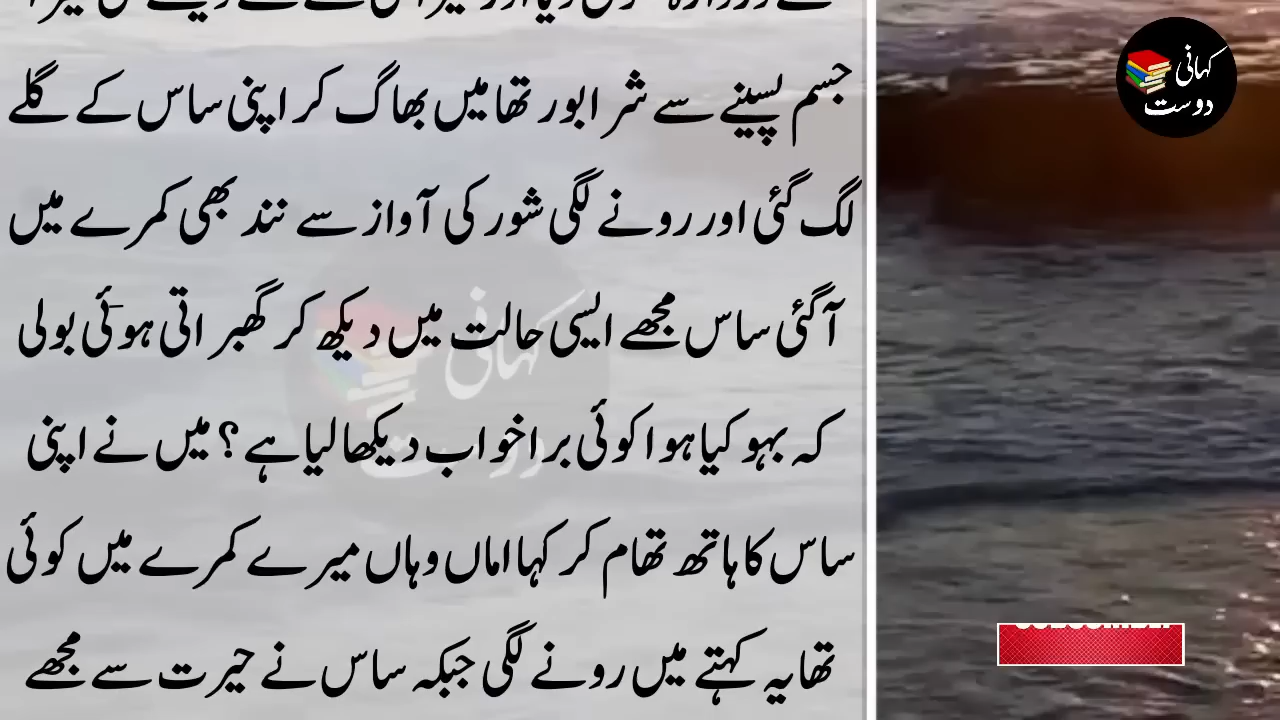 جسم پسینے سے شرابور تھا میں بھاگ کر اپنی ساس کے گلے
لگ گئی اور رونے لگی شور کی آواز سے نند بھی کمرے میں
آگئی ساس مجھے ایسی حالت میں دیکھ کر گھبراتی ہوئی بولی
کہ بہو کیا ہوا کوئی برا خواب دیکھا لیا ہے ؟ میں نے اپنی
ساس کا ہاتھ تھام کر کہا اماں وہاں میرے کمرے میں کوئی
تھا یہ کہتے میں رونے لگی جبکہ ساس نے حیرت سے مجھے
کہانی
دوست
کہانی
دوست